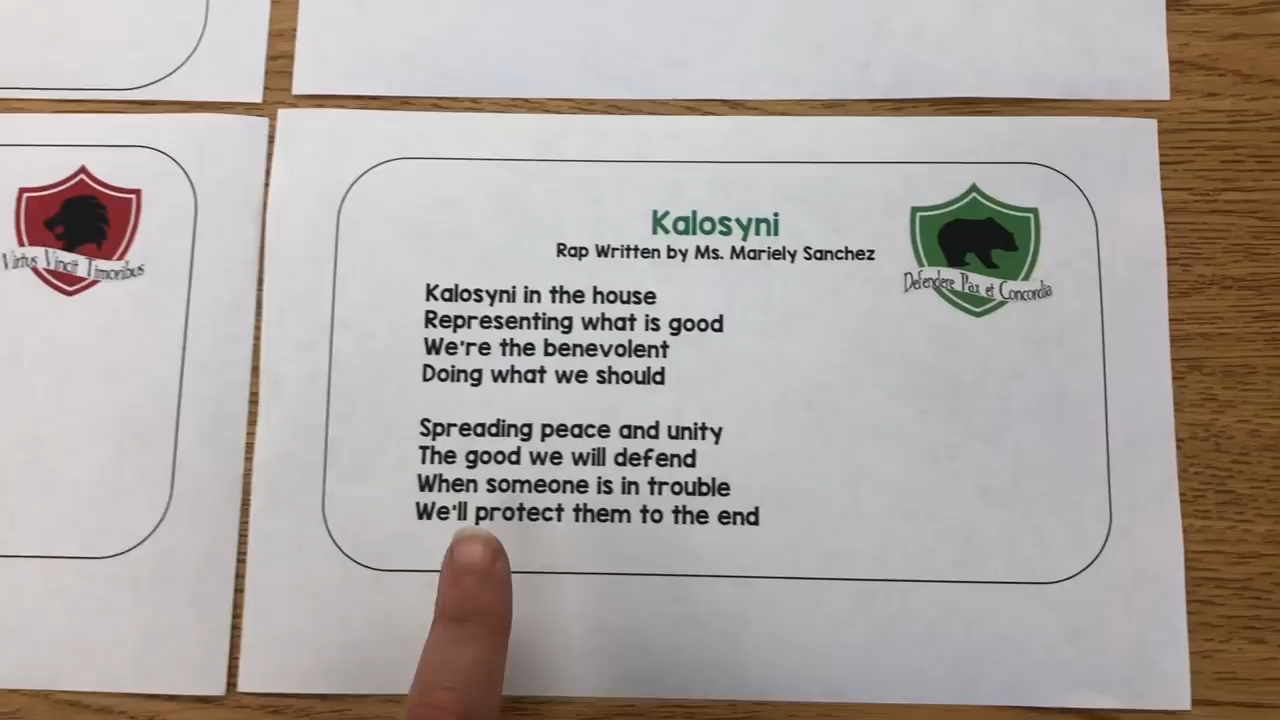 Virtus Vincit Timoribus
Kalosyni
Rap Written by Ms. Mariely Sanchez
Defendere Pax et Concordia
Kalosyni in the house
Representing what is good
We're the benevolent
Doing what we should
Spreading peace and unity
The good we will defend
When someone is in trouble
We'll protect them to the end